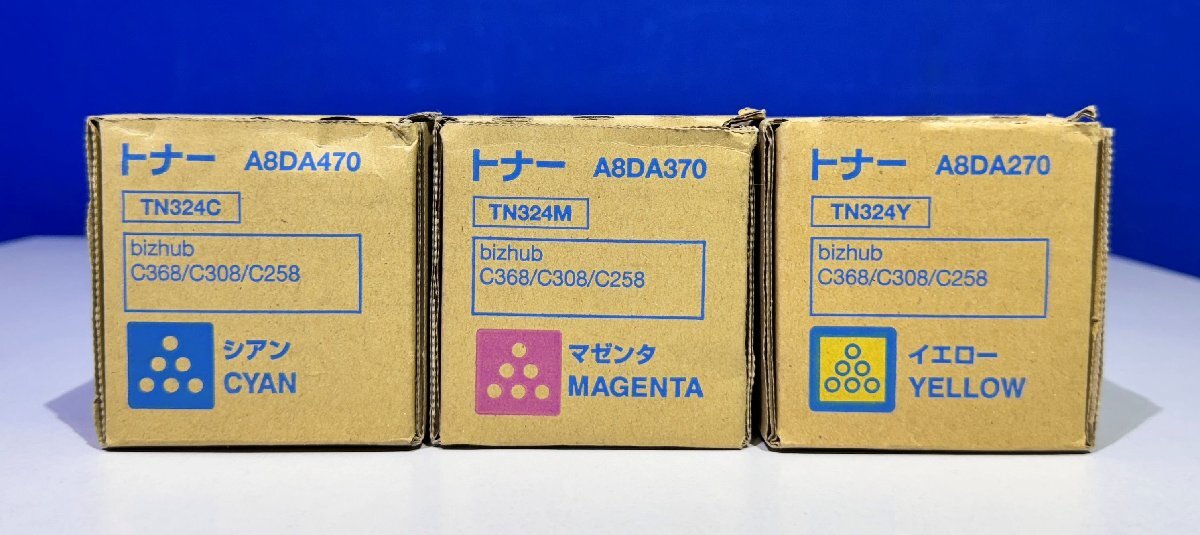 トナー A8DA470
TN324C
bizhub
C368/C308/C258
シアン
CYAN
トナー A8DA370
TN324M
bizhub
C368/C308/C258
マゼンタ
MAGENTA
トナー A8DA270
TN324Y
bizhub
C368/C308/C258
イエロー
YELLOW